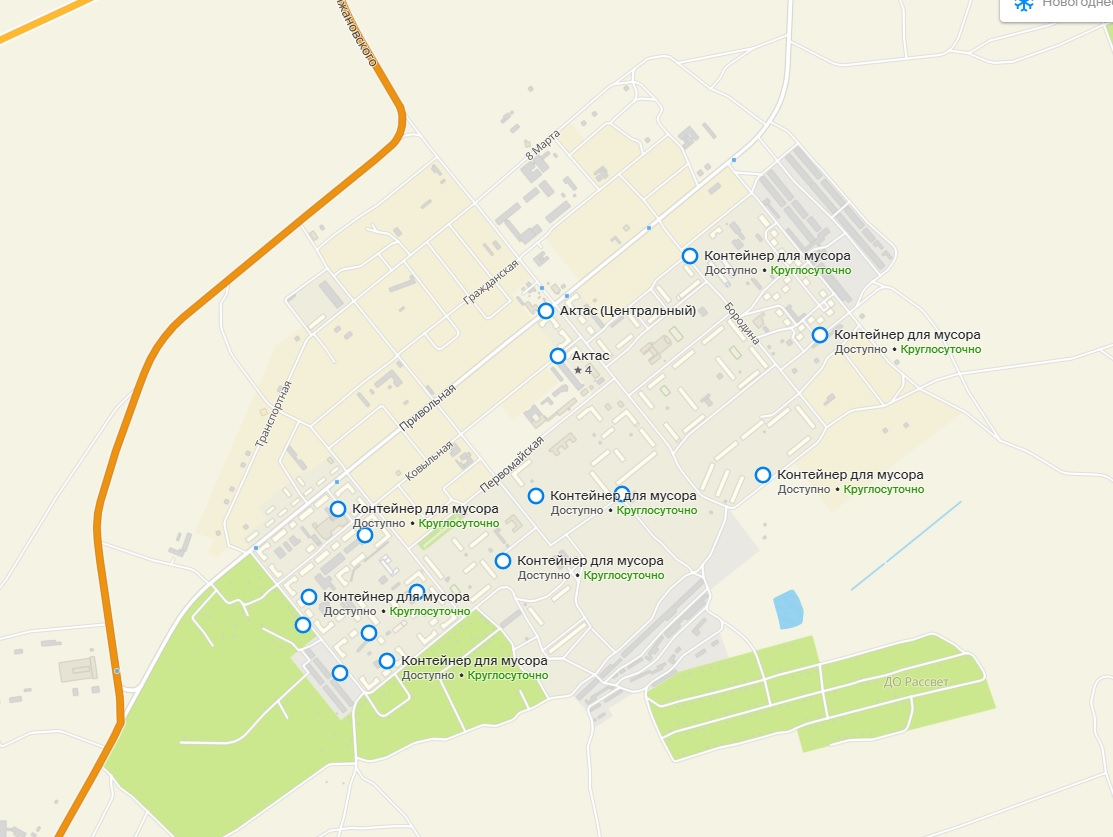 Новогоднее
жановского
8 Марта
Контейнер для мусора
Доступно • Круглосуточно
Гражданская
Актас (Центральный)
Бородина
Контейнер для мусора
Доступно • Круглосуточно
Актас
★ 4
Транспортная
Привольная
Ковыльная
Первомайская
Контейнер для мусора
Доступно • Круглосуточно
Контейнер для мусора
Доступно • Круглосуточно
Контейнер для мусора
Доступно • Круглосуточно
Контейнер для мусора
Доступно • Круглосуточно
Контейнер для мусора
Доступно • Круглосуточно
Контейнер для мусора
Доступно • Круглосуточно
ДО Рассвет